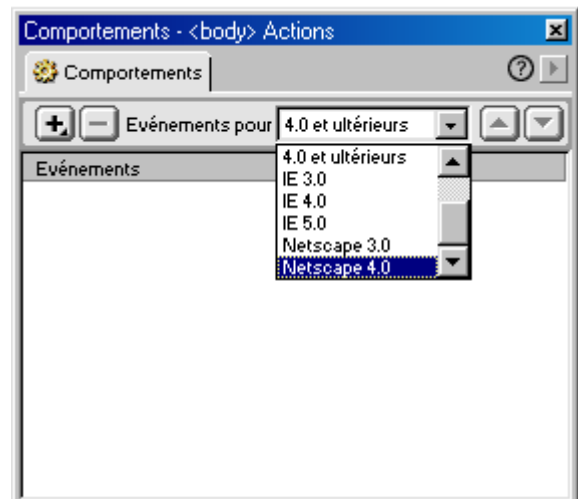 Comportements - <body> Actions
Comportements
Evénements pour 4.0 et ultérieurs
Evénements
4.0 et ultérieurs
IE 3.0
IE 4.0
IE 5.0
Netscape 3.0
Netscape 4.0